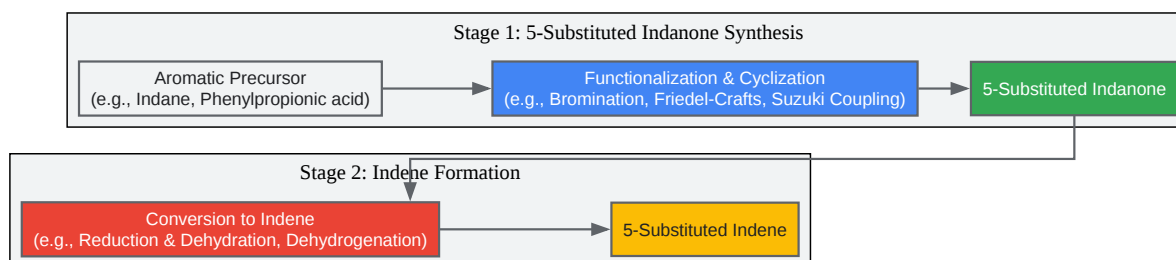 Stage 1: 5-Substituted Indanone Synthesis
Aromatic Precursor
(e.g., Indane, Phenylpropionic acid)
Functionalization & Cyclization
(e.g., Bromination, Friedel-Crafts, Suzuki Coupling)
5-Substituted Indanone
Stage 2: Indene Formation
Conversion to Indene
(e.g., Reduction & Dehydration, Dehydrogenation)
5-Substituted Indene